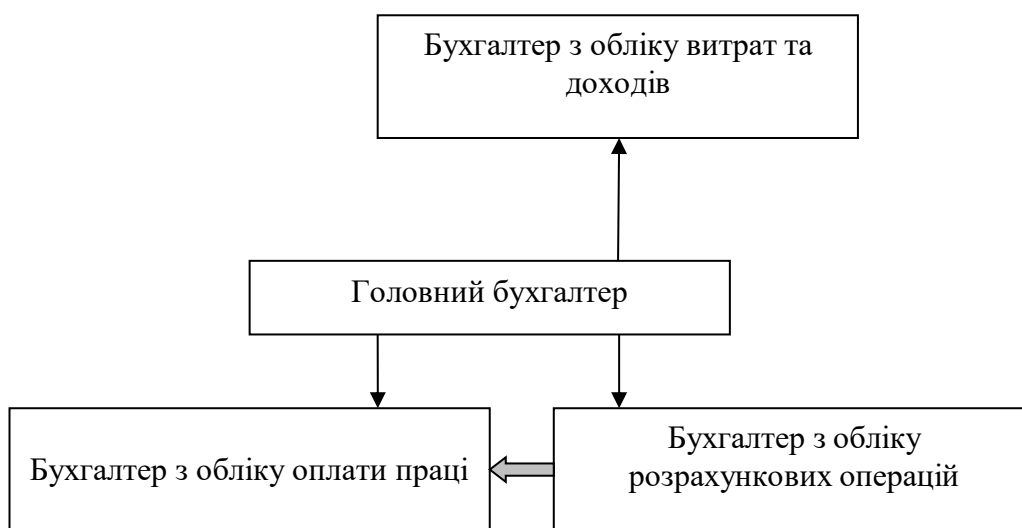 Бухгалтер з обліку витрат та
доходів
Головний бухгалтер
Бухгалтер з обліку оплати праці
Бухгалтер з обліку
розрахункових операцій